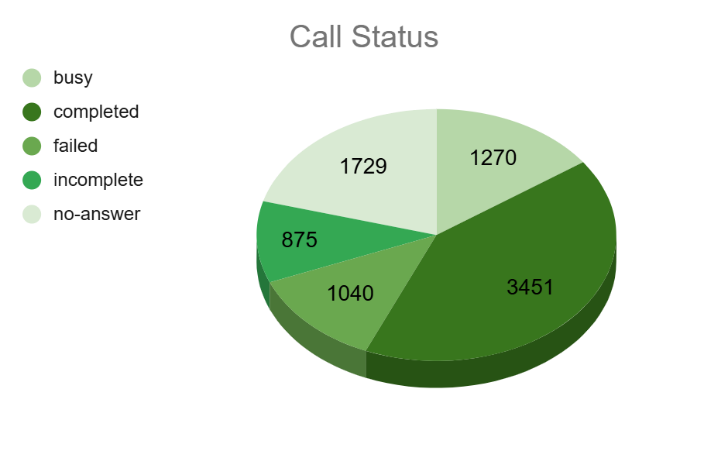 Call Status
busy
completed
failed
incomplete
no-answer
1729
1270
875
1040
3451